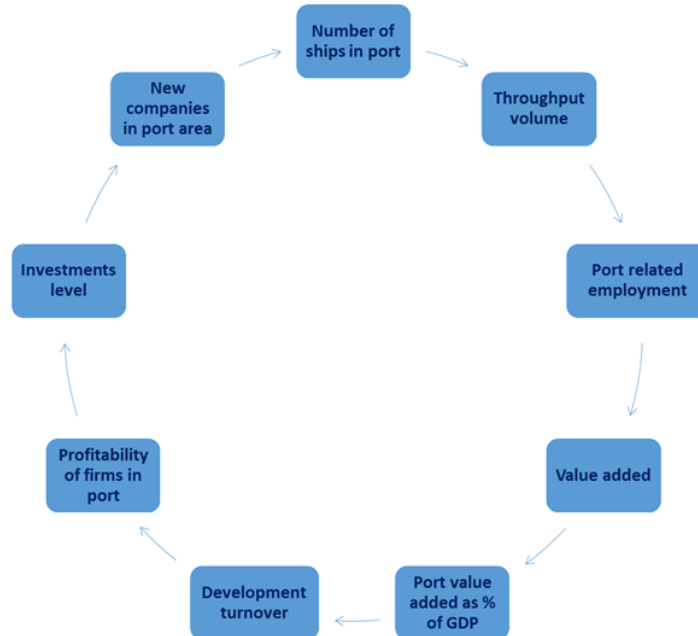 Number of
ships in port
Throughput
volume
Port related
employment
Value added
Port value
added as %
of GDP
Development
turnover
Profitability
of firms in
port
Investments
level
New
companies
in port area